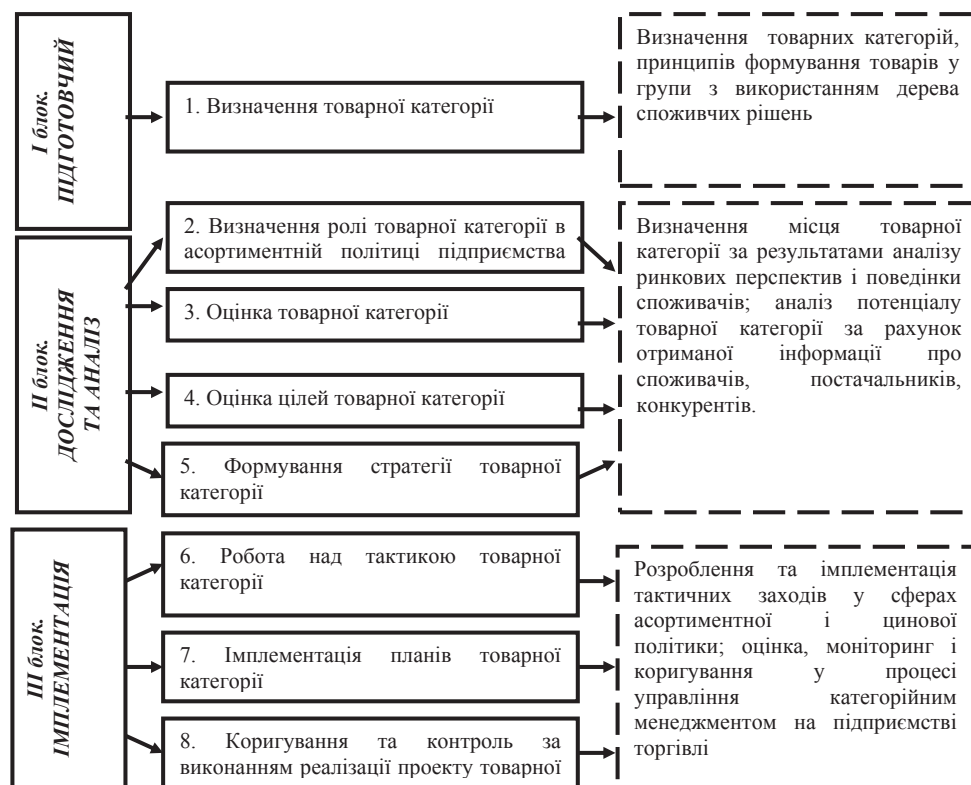 І блок.
ПІДГОТОВЧИЙ
1. Визначення товарної категорії
Визначення товарних категорій,
принципів формування товарів у
групи з використанням дерева
споживчих рішень
ІІ блок.
ДОСЛІДЖЕННЯ
ТА АНАЛІЗ
2. Визначення ролі товарної категорії в
асортиментній політиці підприємства
3. Оцінка товарної категорії
4. Оцінка цілей товарної категорії
5. Формування стратегії товарної
категорії
Визначення місця товарної
категорії за результатами аналізу
ринкових перспектив і поведінки
споживачів; аналіз потенціалу
товарної категорії за рахунок
отриманої інформації про
споживачів, постачальників,
конкурентів.
ІІІ блок.
ІМПЛЕМЕНТАЦІЯ
6. Робота над тактикою товарної
категорії
7. Імплементація планів товарної
категорії
8. Коригування та контроль за
виконанням реалізації проекту товарної
Розроблення та імплементація
тактичних заходів у сферах
асортиментної і цинової
політики; оцінка, моніторинг і
коригування у процесі
управління категорійним
менеджментом на підприємстві
торгівлі